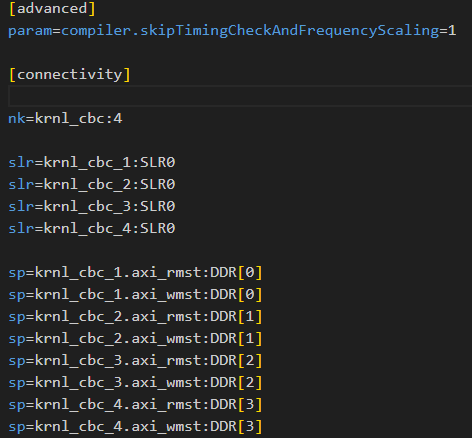 [advanced]
param=compiler.skipTimingCheckAndFrequencyScaling=1
[connectivity]
nk=krnl_cbc:4
slr=krnl_cbc_1:SLR0
slr=krnl_cbc_2:SLR0
slr=krnl_cbc_3:SLR0
slr=krnl_cbc_4:SLR0
sp=krnl_cbc_1.axi_rmst:DDR[0]
sp=krnl_cbc_1.axi_wmst:DDR[0]
sp=krnl_cbc_2.axi_rmst:DDR[1]
sp=krnl_cbc_2.axi_wmst:DDR[1]
sp=krnl_cbc_3.axi_rmst:DDR[2]
sp=krnl_cbc_3.axi_wmst:DDR[2]
sp=krnl_cbc_4.axi_rmst:DDR[3]
sp=krnl_cbc_4.axi_wmst:DDR[3]